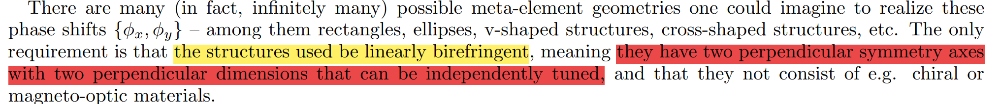 There are many (in fact, infinitely many) possible meta-element geometries one could imagine to realize these
phase shifts {ϕx, ϕy} – among them rectangles, ellipses, v-shaped structures, cross-shaped structures, etc. The only
requirement is that the structures used be linearly birefringent, meaning they have two perpendicular symmetry axes
with two perpendicular dimensions that can be independently tuned, and that they not consist of e.g. chiral or
magneto-optic materials.